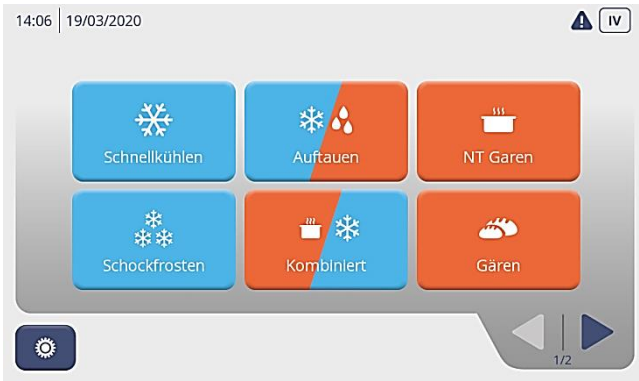 14:06 19/03/2020 IV
Schnellkühlen Auftauen NT Garen
Schockfrosten Kombiniert Gären
1/2